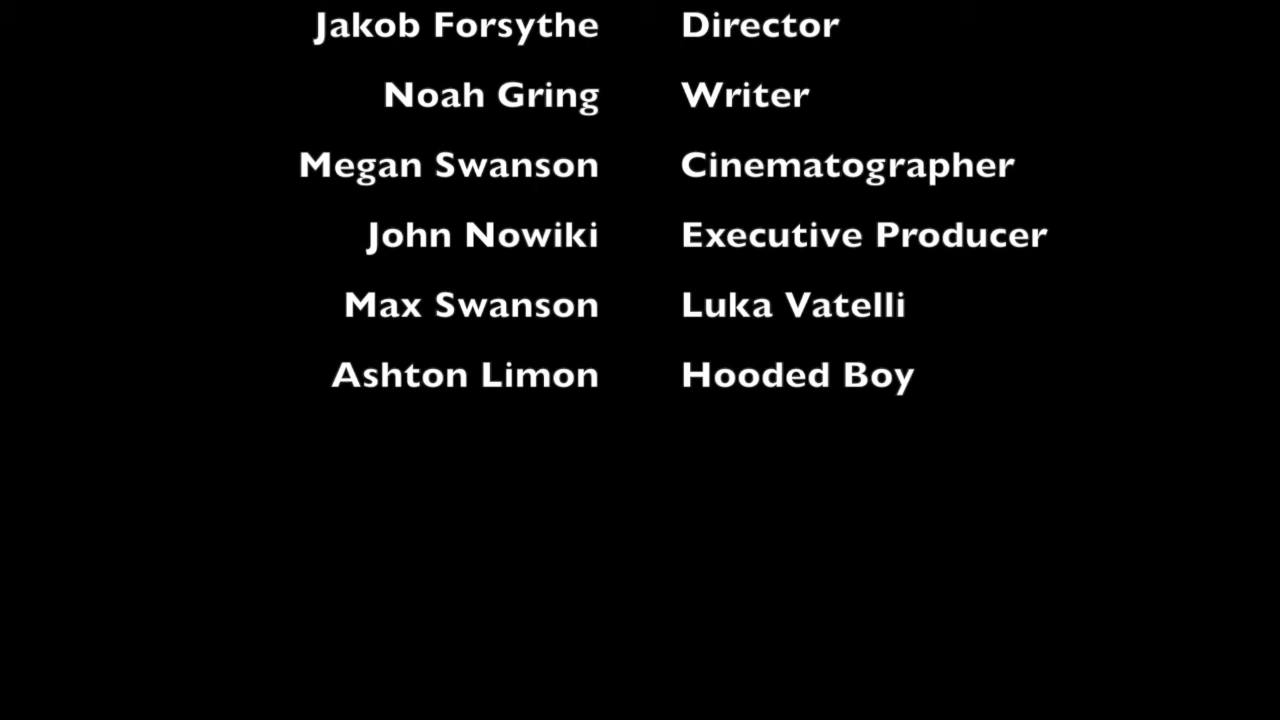 Jakob Forsythe Director
Noah Gring Writer
Megan Swanson Cinematographer
John Nowiki Executive Producer
Max Swanson Luka Vatelli
Ashton Limon Hooded Boy